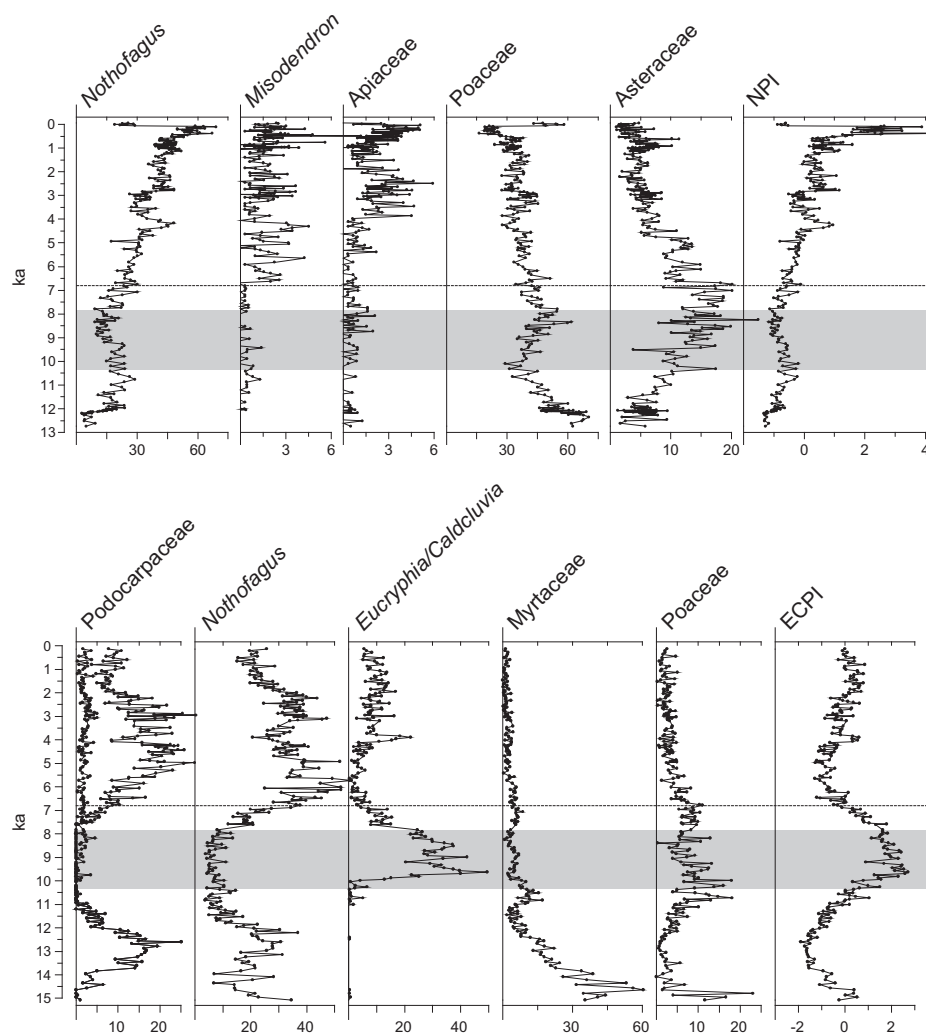 Nothofagus
Misodendron
Apiaceae
Poaceae
Asteraceae
NPI
ka
0
1
2
3
4
5
6
7
8
9
10
11
12
13
30 60 3 6 3 6 30 60 10 20 0 2 4
Podocarpaceae
Nothofagus
Eucryphia/Caldcluvia
Myrtaceae
Poaceae
ECPI
ka
0
1
2
3
4
5
6
7
8
9
10
11
12
13
14
15
10 20 20 40 20 40 30 60 10 20 -2 0 2